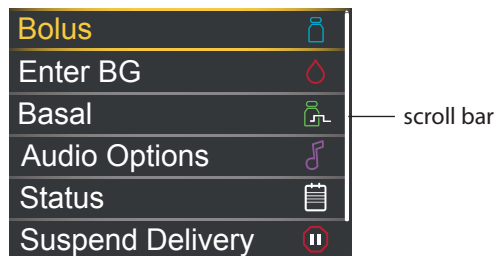 Bolus
Enter BG
Basal
scroll bar
Audio Options
Status
Suspend Delivery